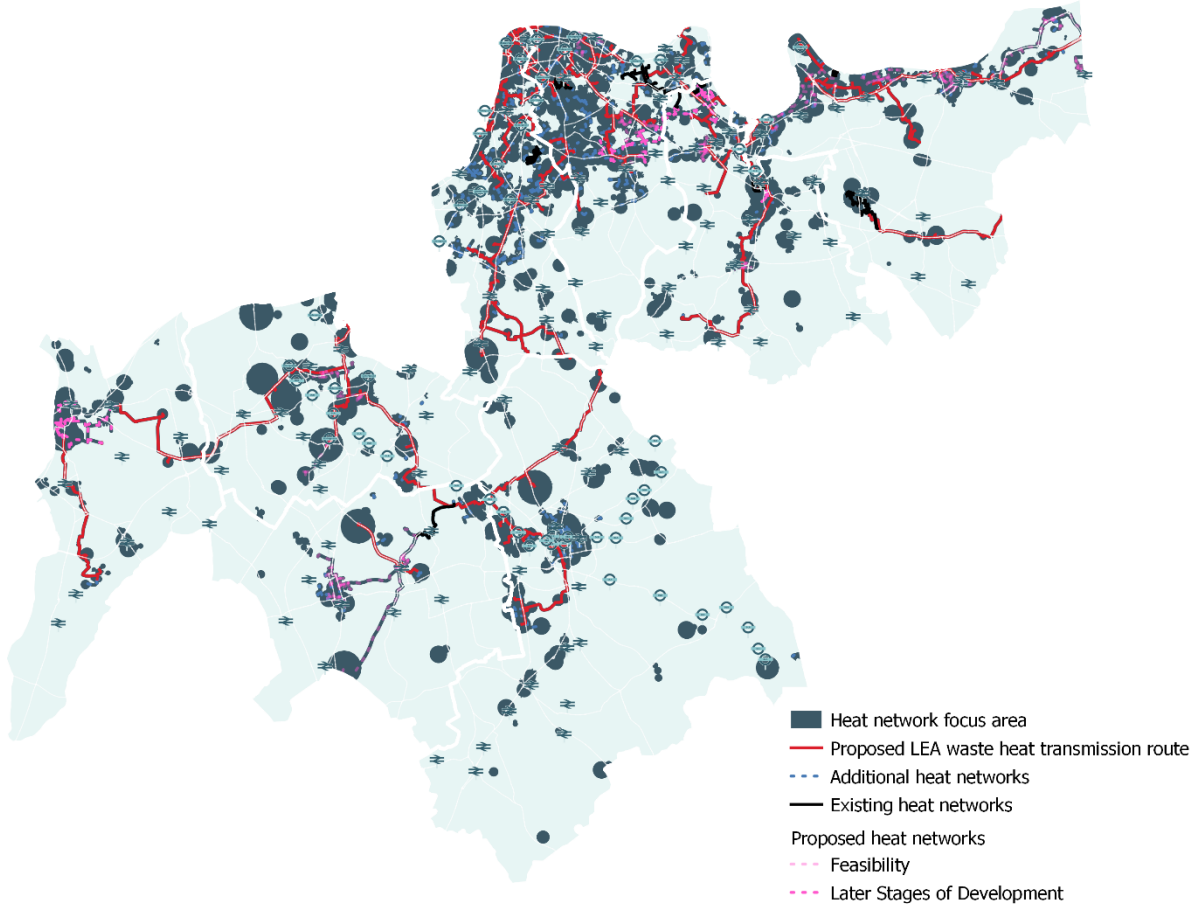 Heat network focus area
Proposed LEA waste heat transmission route
Additional heat networks
Existing heat networks
Proposed heat networks
Feasibility
Later Stages of Development